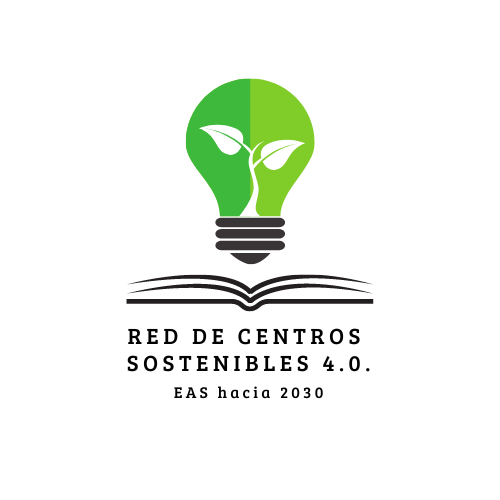 RED DE CENTROS
SOSTENIBLES 4.0.
EAS hacia 2030